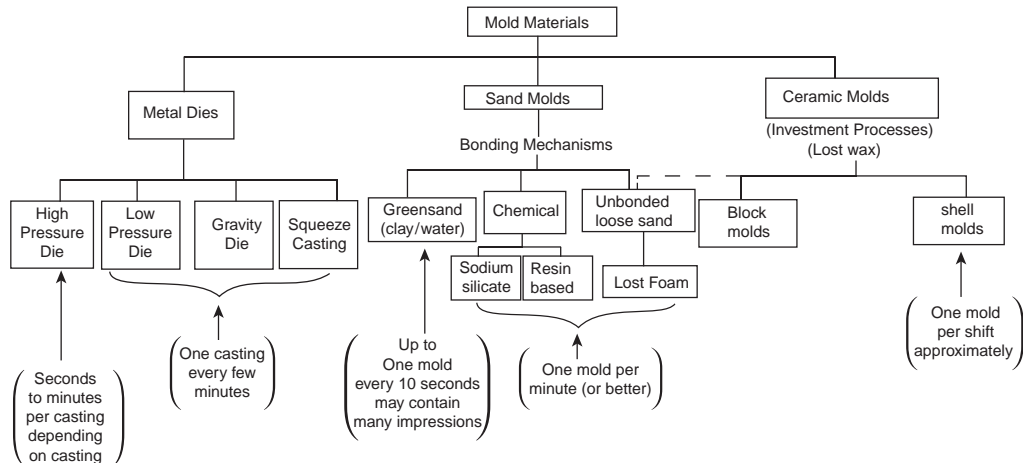 Mold Materials
Metal Dies
Sand Molds
Ceramic Molds
(Investment Processes)
(Lost wax)
Bonding Mechanisms
High
Pressure
Die
Low
Pressure
Die
Gravity
Die
Squeeze
Casting
Greensand
(clay/water)
Chemical
Unbonded
loose sand
Block
molds
shell
molds
Sodium
silicate
Resin
based
Lost Foam
Seconds
to minutes
per casting
depending
on casting
One casting
every few
minutes
Up to
One mold
every 10 seconds
may contain
many impressions
One mold per
minute (or better)
One mold
per shift
approximately